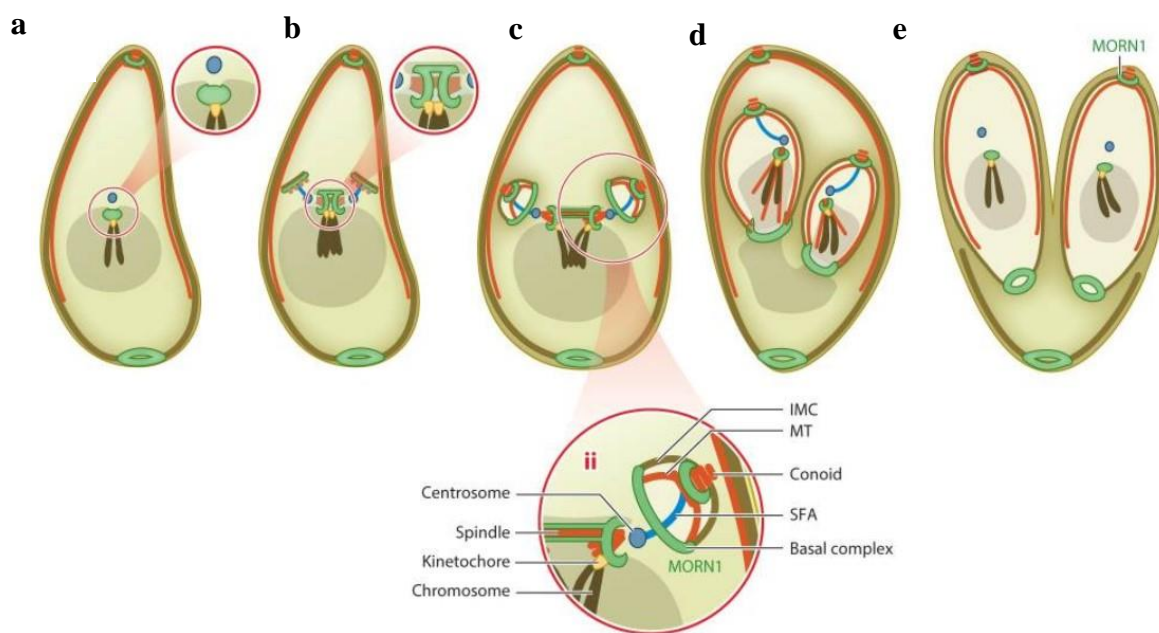 a
b
c
d
e
MORN1
ii
IMC
MT
Conoid
Centrosome
SFA
Spindle
Basal complex
Kinetochore
MORN1
Chromosome